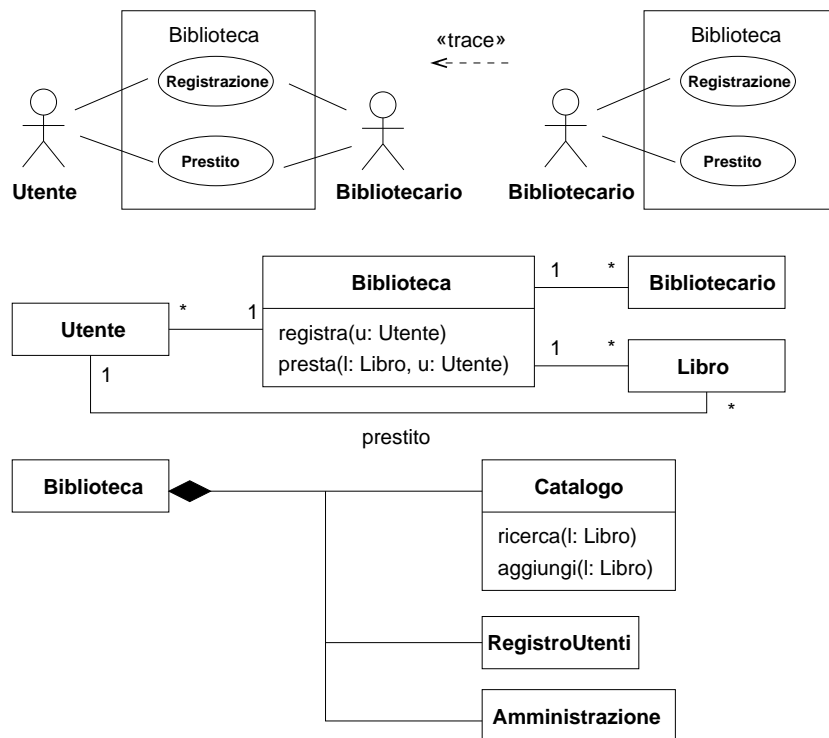 Biblioteca
«trace»
Biblioteca
Registrazione
Registrazione
Prestito
Prestito
Utente
Bibliotecario
Bibliotecario
Biblioteca
1
*
Bibliotecario
Utente
*
1
registra(u: Utente)
presta(l: Libro, u: Utente)
1
*
Libro
1
*
prestito
Biblioteca
Catalogo
ricerca(l: Libro)
aggiungi(l: Libro)
RegistroUtenti
Amministrazione